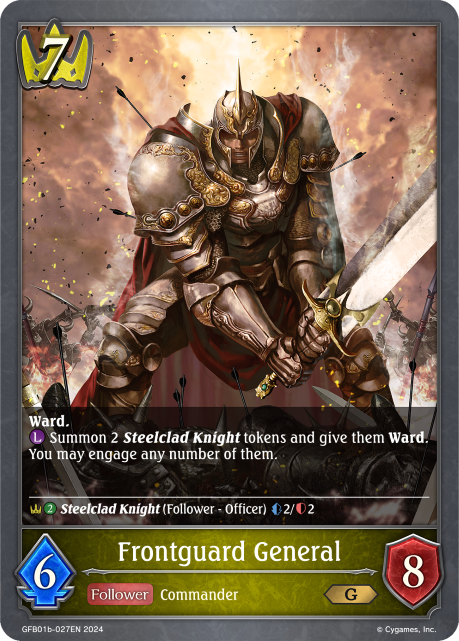 7
Ward.
L Summon 2 Steelclad Knight tokens and give them Ward.
You may engage any number of them.
2 Steelclad Knight (Follower - Officer) 2/2
Frontguard General
6
Follower Commander
G
8
GFB01b-027EN 2024
© Cygames, Inc.